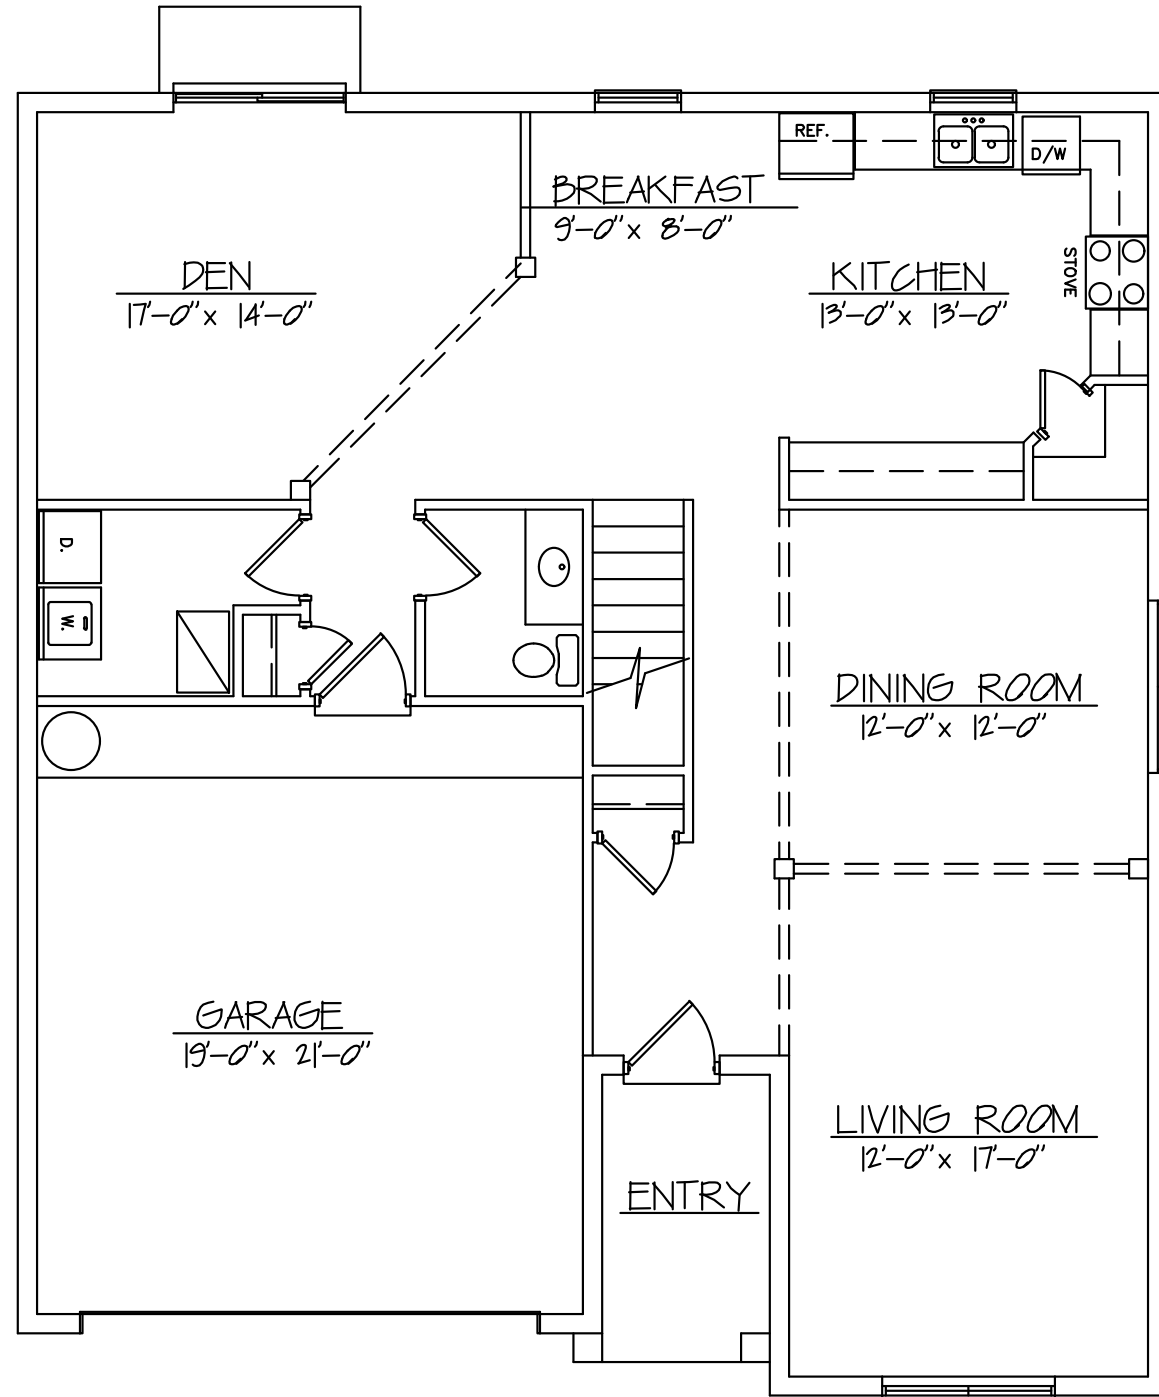 REF.
D/W
BREAKFAST
9'-0" x 8'-0"
DEN
17'-0" x 14'-0"
KITCHEN
13'-0" x 13'-0"
STOVE
D.
W.
DINING ROOM
12'-0" x 12'-0"
GARAGE
19'-0" x 21'-0"
LIVING ROOM
12'-0" x 17'-0"
ENTRY